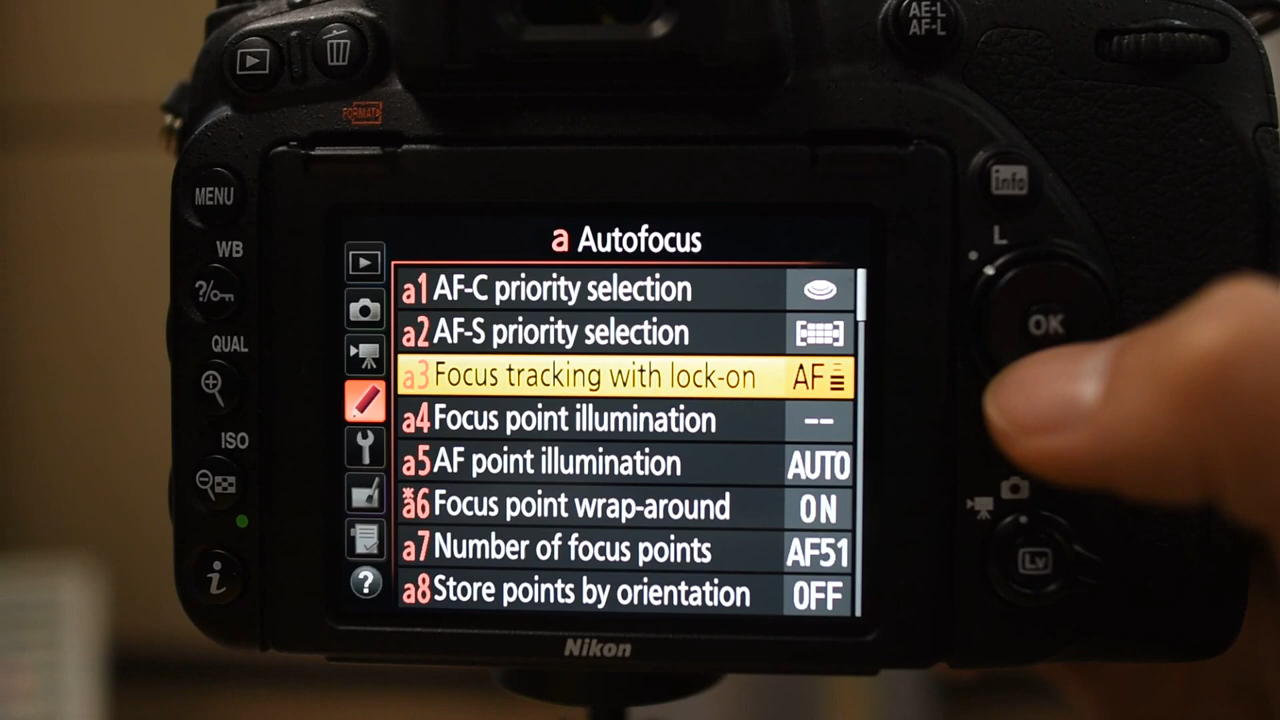 AE-L
AF-L
FORMAT
MENU
info
WB
L
a Autofocus
a1 AF-C priority selection
a2 AF-S priority selection
OK
QUAL
a3 Focus tracking with lock-on AF
a4 Focus point illumination --
ISO
a5 AF point illumination AUTO
*a6 Focus point wrap-around ON
a7 Number of focus points AF51
Lv
i
?
a8 Store points by orientation OFF
Nikon